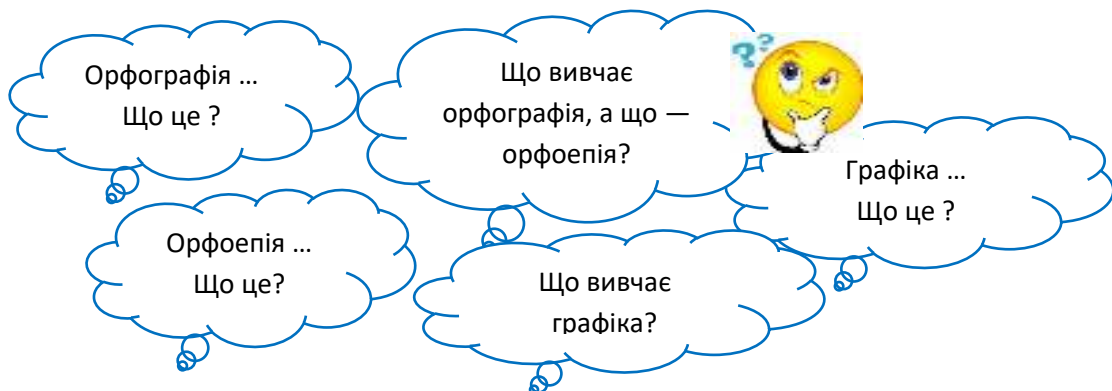 Орфографія ...
Що це ?
Що вивчає
орфографія, а що —
орфоепія?
Графіка ...
Що це ?
Орфоепія ...
Що це?
Що вивчає
графіка?